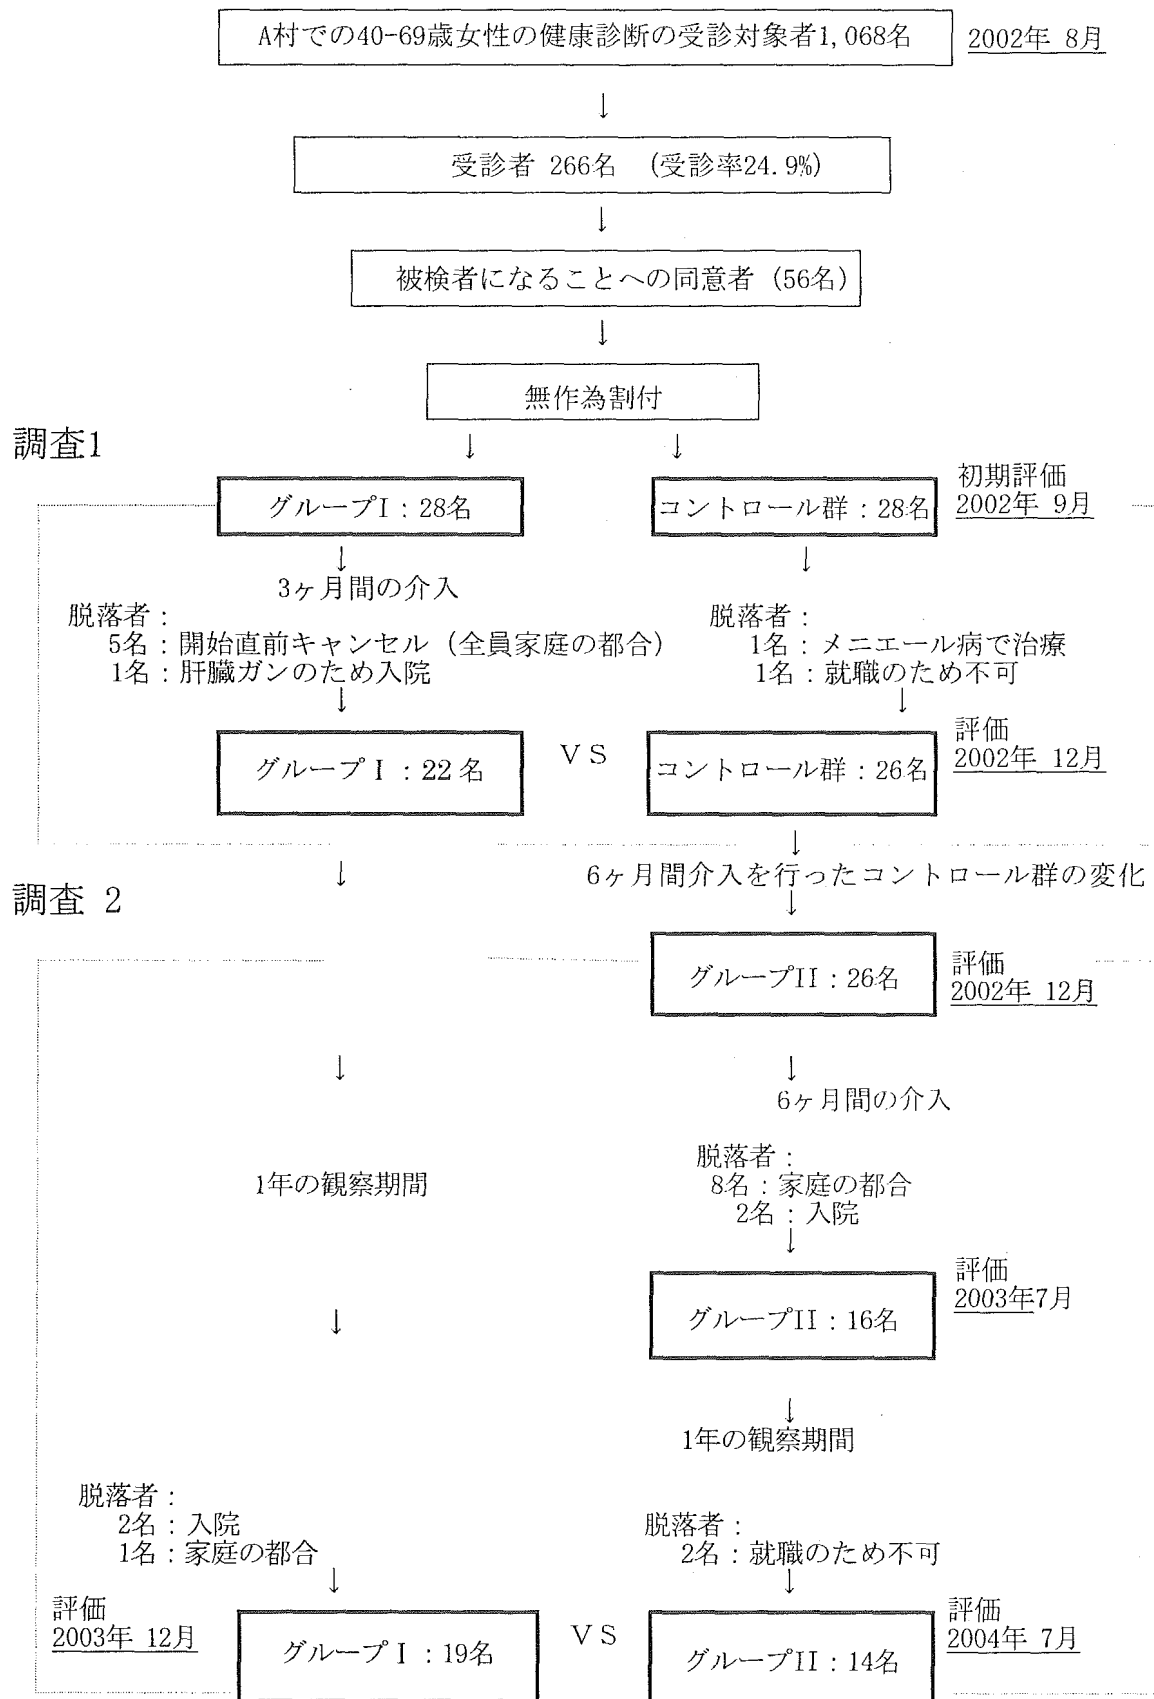 A村での40-69歳女性の健康診断の受診対象者1,068名 2002年 8月
↓
受診者 266名 (受診率24.9%)
↓
被検者になることへの同意者 (56名)
↓
無作為割付
調査1
↓ ↓
グループI：28名 コントロール群：28名 初期評価
2002年 9月
↓ ↓
3ヶ月間の介入
脱落者： 脱落者：
5名：開始直前キャンセル (全員家庭の都合) 1名：メニエール病で治療
1名：肝臓ガンのため入院 1名：就職のため不可
↓ ↓
グループ I ：22 名 V S コントロール群：26名 評価
2002年 12月
↓ ↓
6ヶ月間介入を行ったコントロール群の変化
調査 2
↓
グループII：26名 評価
2002年 12月
↓ ↓
6ヶ月間の介入
1年の観察期間
脱落者：
8名：家庭の都合
2名：入院
↓
↓ グループII：16名 評価
2003年7月
↓
1年の観察期間
脱落者： 脱落者：
2名：入院 2名：就職のため不可
1名：家庭の都合
↓ ↓
評価
2003年 12月 グループ I ：19名 V S グループII：14名 評価
2004年 7月